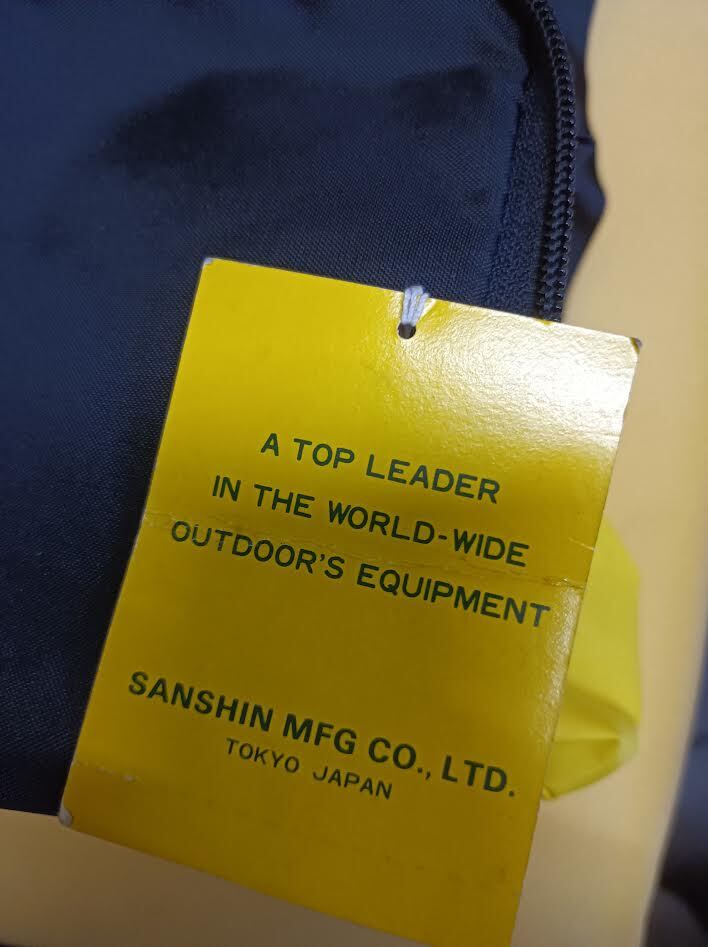 A TOP LEADER
IN THE WORLD-WIDE
OUTDOOR'S EQUIPMENT
SANSHIN MFG CO., LTD.
TOKYO JAPAN